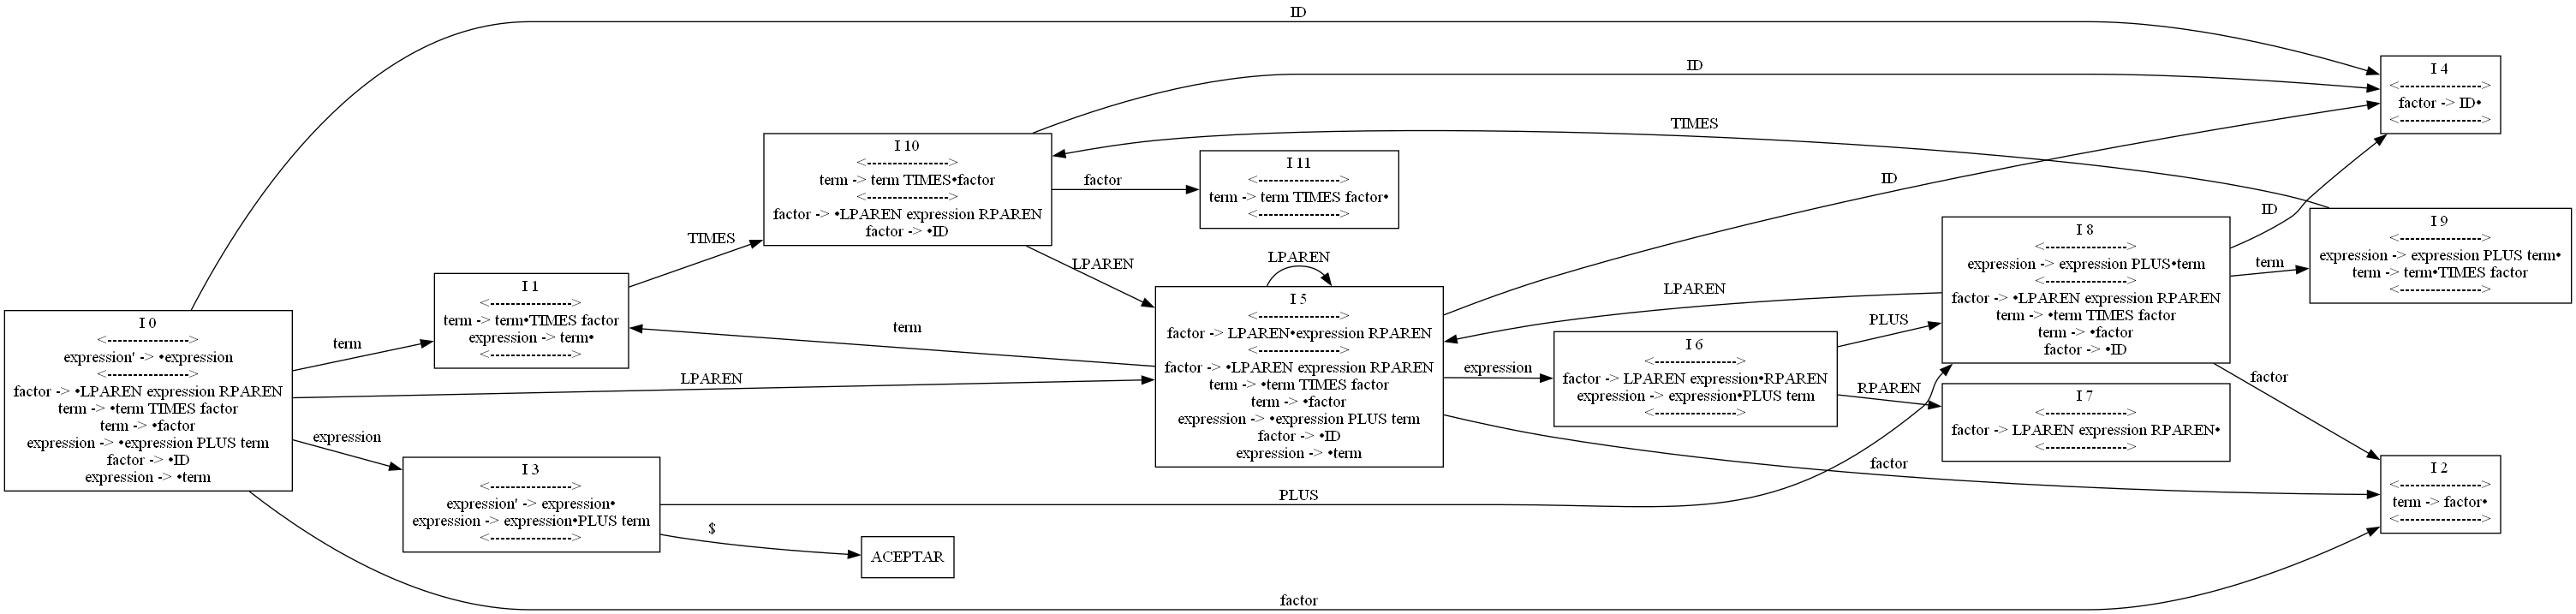 I 0
<------------------>
expression' -> •expression
<------------------>
factor -> •LPAREN expression RPAREN
term -> •term TIMES factor
term -> •factor
expression -> •expression PLUS term
factor -> •ID
expression -> •term
ID
term
LPAREN
expression
factor
I 1
<------------------>
term -> term•TIMES factor
expression -> term•
<------------------>
TIMES
I 3
<------------------>
expression' -> expression•
expression -> expression•PLUS term
<------------------>
PLUS
$
ACEPTAR
I 10
<------------------>
term -> term TIMES•factor
<------------------>
factor -> •LPAREN expression RPAREN
factor -> •ID
ID
factor
LPAREN
I 11
<------------------>
term -> term TIMES factor•
<------------------>
I 5
<------------------>
factor -> LPAREN•expression RPAREN
<------------------>
factor -> •LPAREN expression RPAREN
term -> •term TIMES factor
term -> •factor
expression -> •expression PLUS term
factor -> •ID
expression -> •term
LPAREN
term
ID
expression
factor
I 6
<------------------>
factor -> LPAREN expression•RPAREN
expression -> expression•PLUS term
<------------------>
PLUS
RPAREN
I 8
<------------------>
expression -> expression PLUS•term
<------------------>
factor -> •LPAREN expression RPAREN
term -> •term TIMES factor
term -> •factor
factor -> •ID
LPAREN
ID
term
factor
I 7
<------------------>
factor -> LPAREN expression RPAREN•
<------------------>
I 4
<------------------>
factor -> ID•
<------------------>
I 9
<------------------>
expression -> expression PLUS term•
term -> term•TIMES factor
<------------------>
TIMES
I 2
<------------------>
term -> factor•
<------------------>